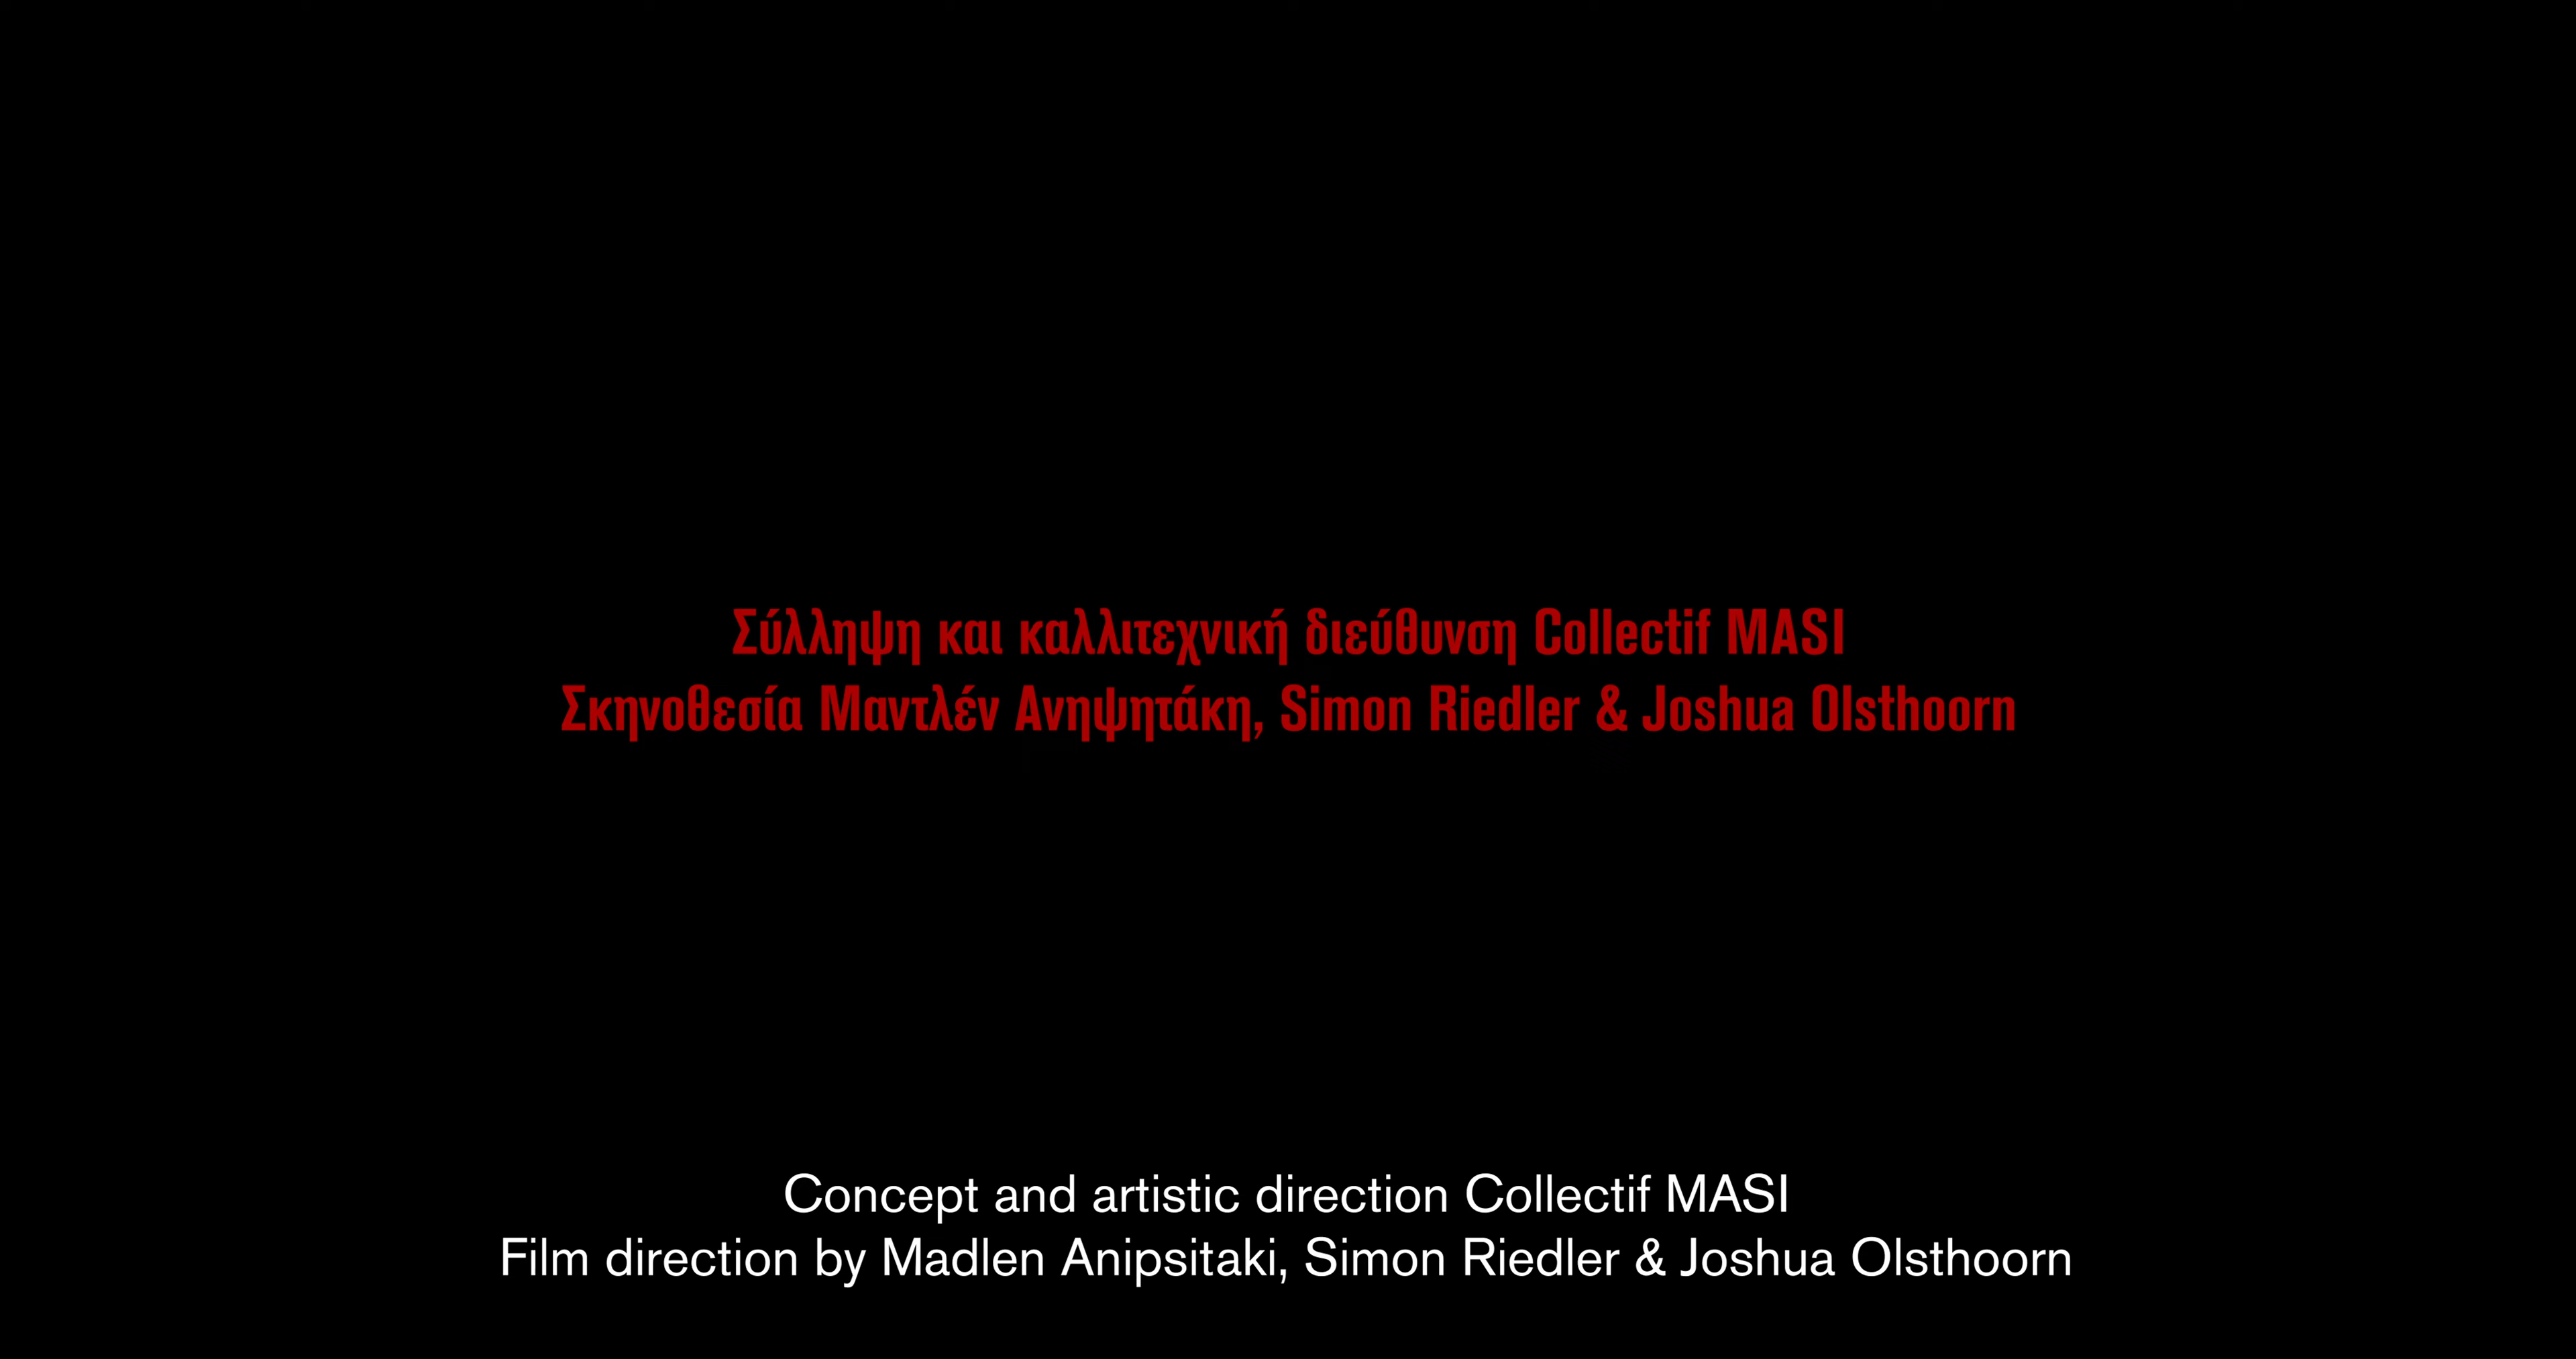 Σύλληψη και καλλιτεχνική διεύθυνση Collectif MASI
Σκηνοθεσία Μαντλέν Ανηψητάκη, Simon Riedler & Joshua Olsthoorn
Concept and artistic direction Collectif MASI
Film direction by Madlen Anipsitaki, Simon Riedler & Joshua Olsthoorn